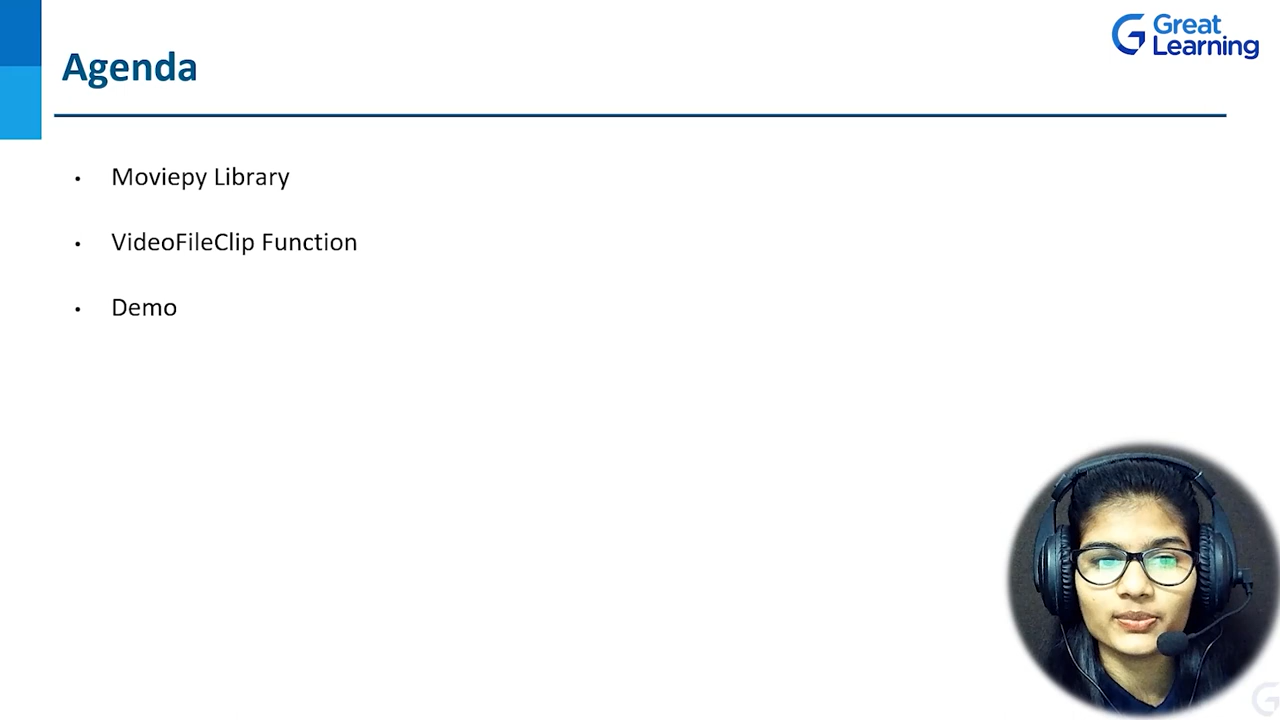 Great
Learning
Agenda
• Moviepy Library
• VideoFileClip Function
• Demo